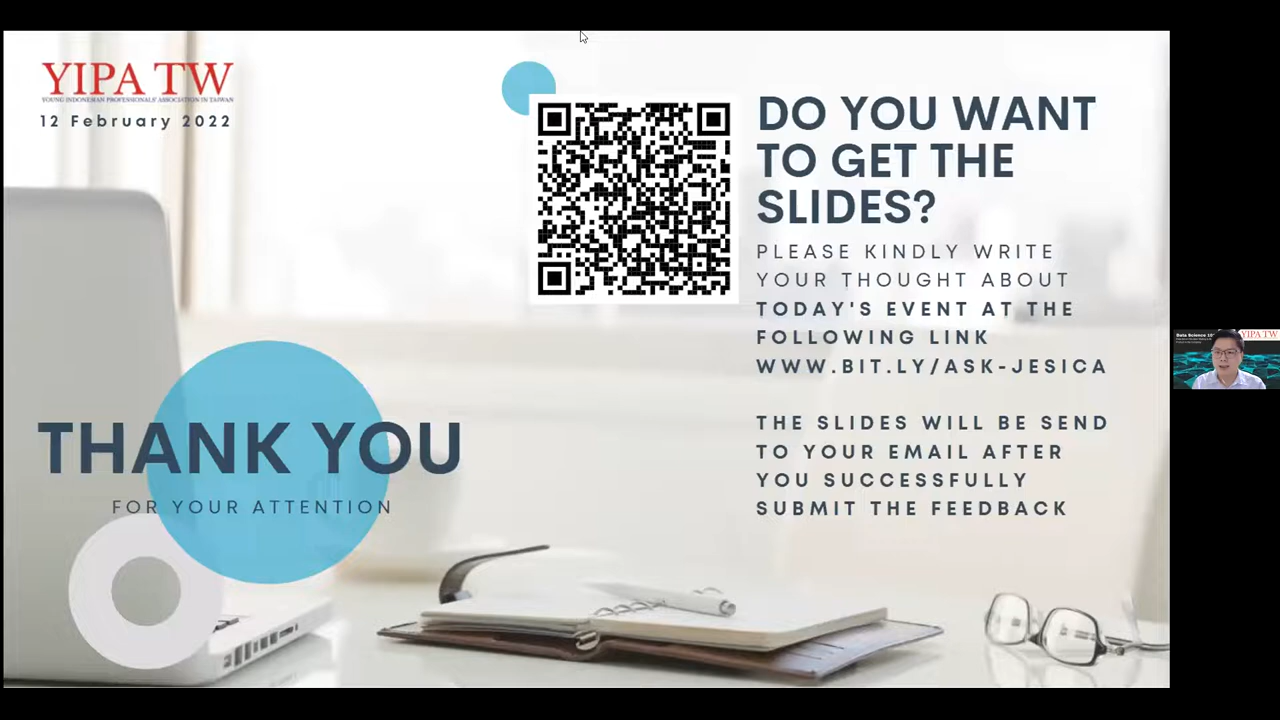 YIPA TW
YOUNG INDONESIAN PROFESSIONALS' ASSOCIATION IN TAIWAN
12 February 2022
DO YOU WANT
TO GET THE
SLIDES?
PLEASE KINDLY WRITE
YOUR THOUGHT ABOUT
TODAY'S EVENT AT THE
FOLLOWING LINK
WWW.BIT.LY/ASK-JESICA
THE SLIDES WILL BE SEND
TO YOUR EMAIL AFTER
YOU SUCCESSFULLY
SUBMIT THE FEEDBACK
THANK YOU
FOR YOUR ATTENTION
YIPA TW